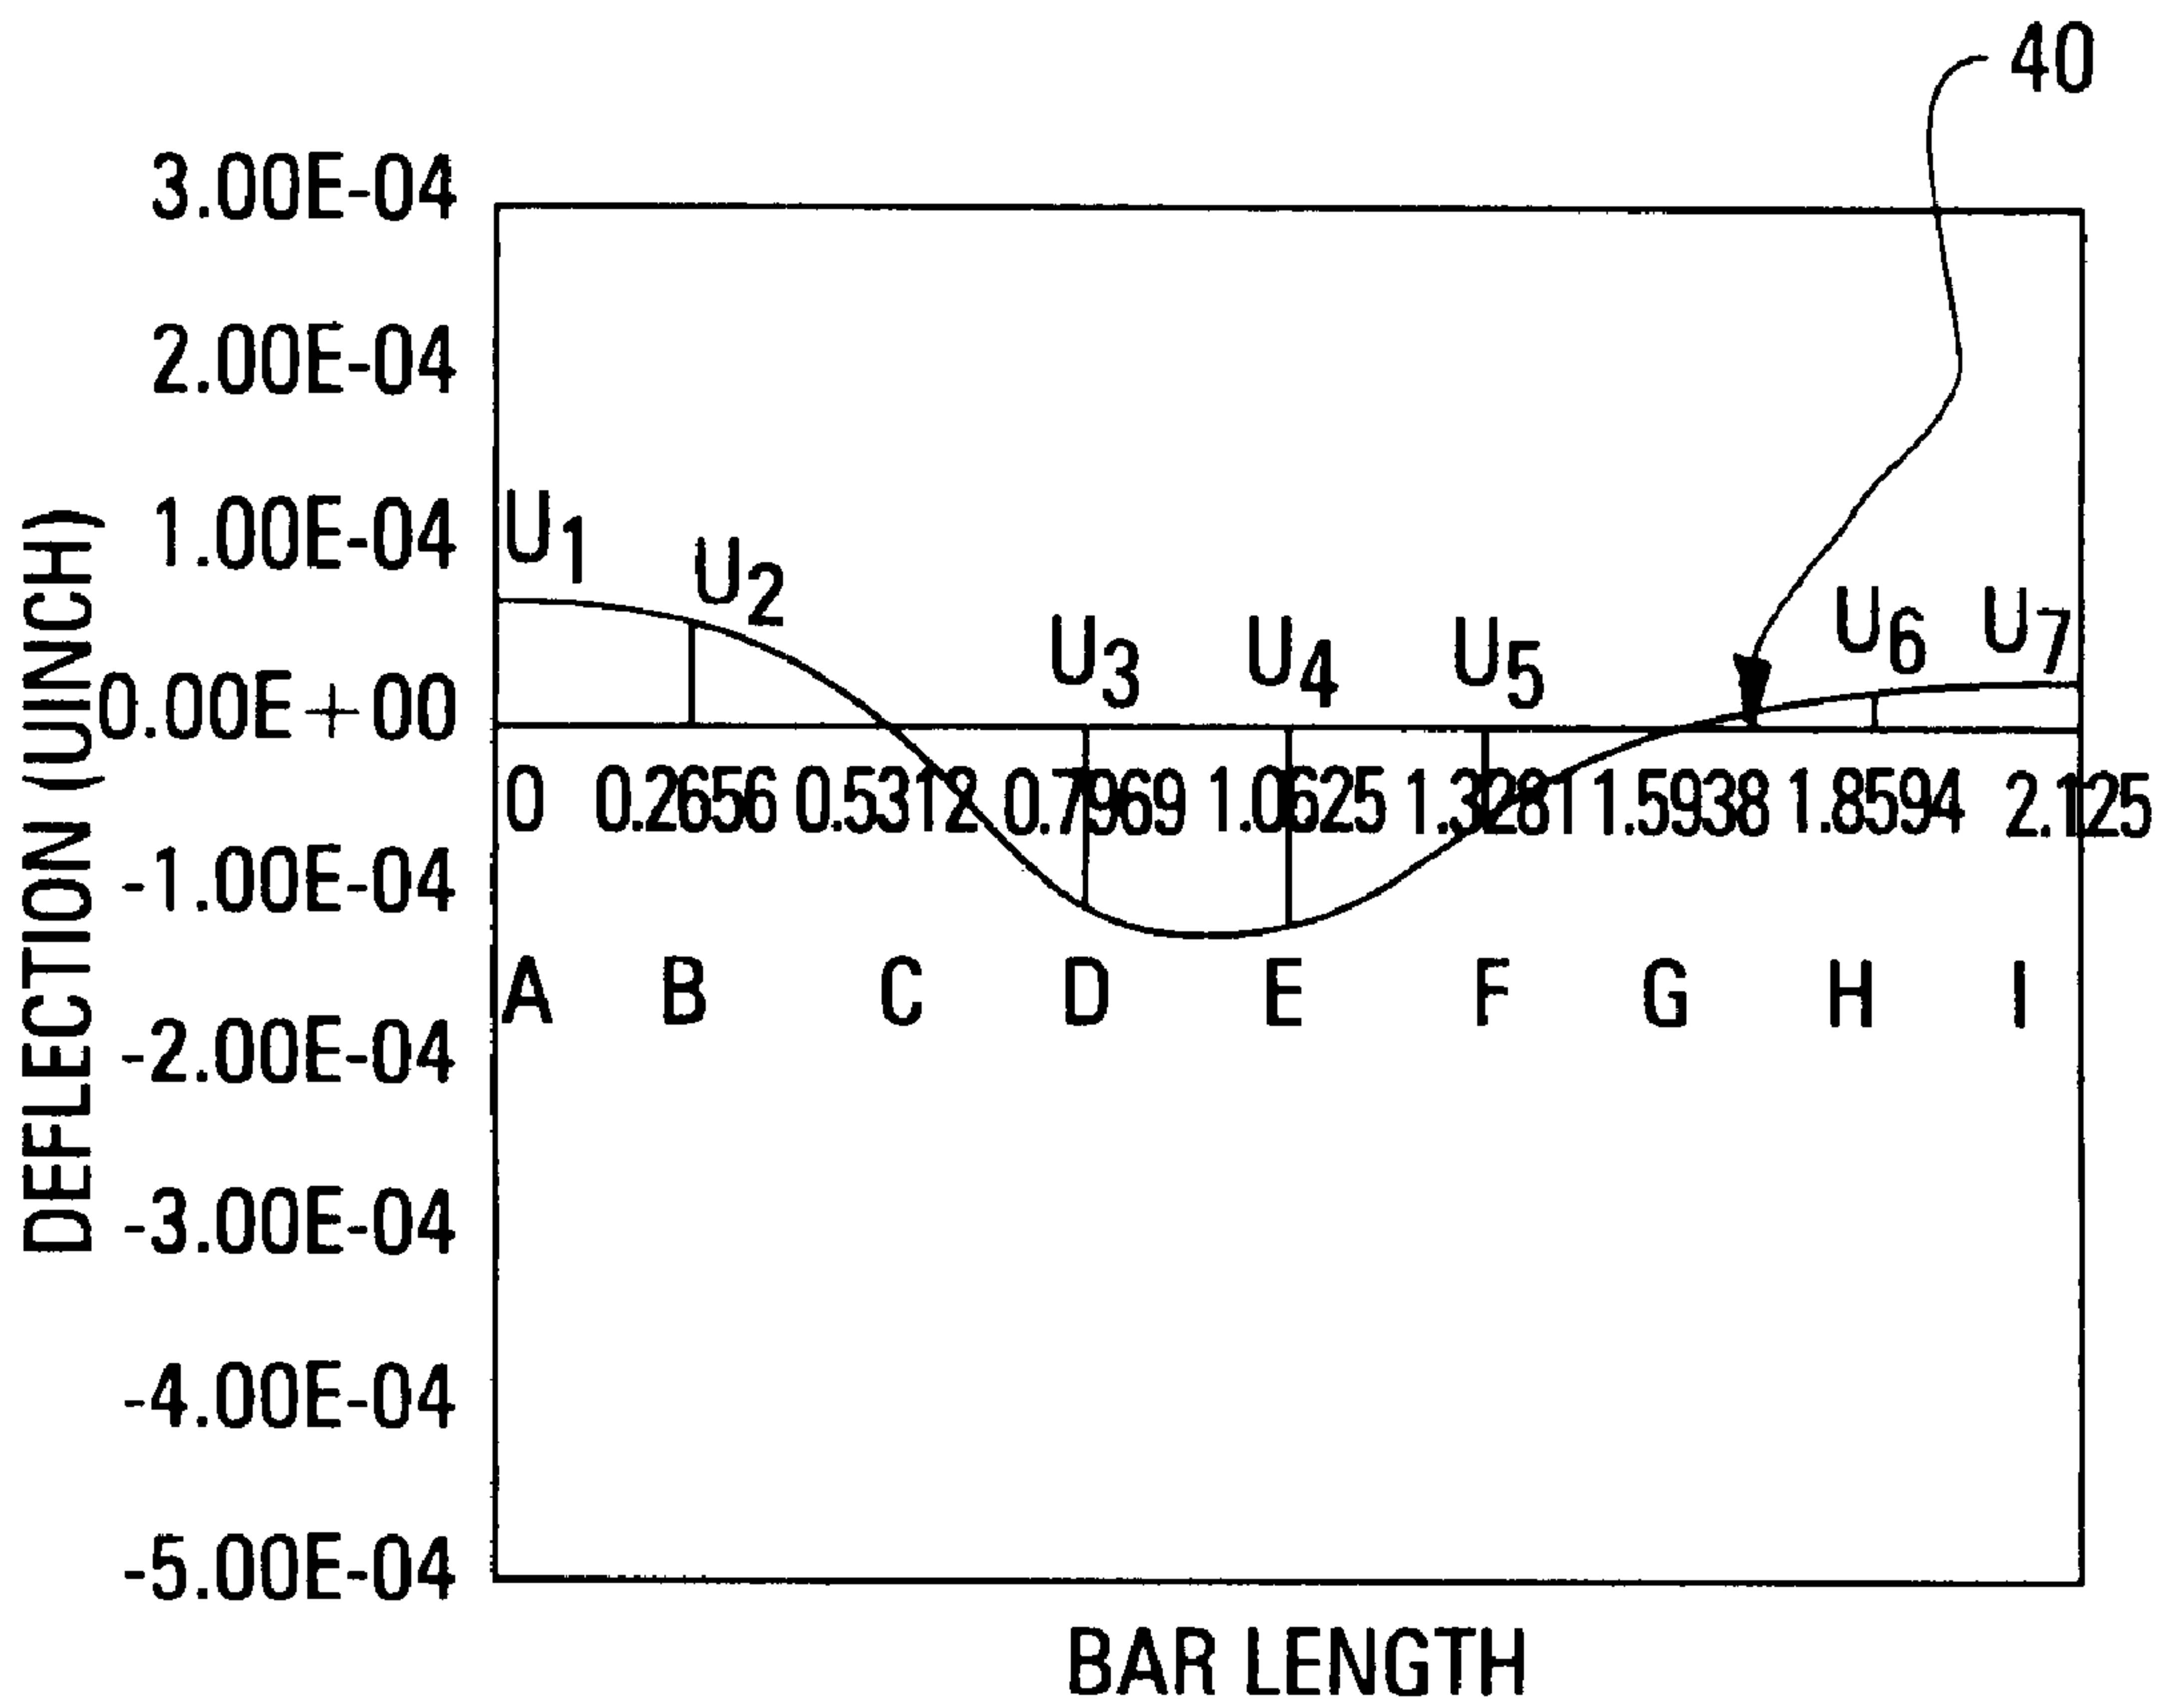 40
3.00E-04
2.00E-04
1.00E-04
0.00E+00
-1.00E-04
-2.00E-04
-3.00E-04
-4.00E-04
-5.00E-04
DEFLECTION (UINCH)
U1
U2
U3
U4
U5
U6
U7
0 0.2656 0.5312 0.7969 1.0625 1.3281 1.5938 1.8594 2.125
A B C D E F G H I
BAR LENGTH